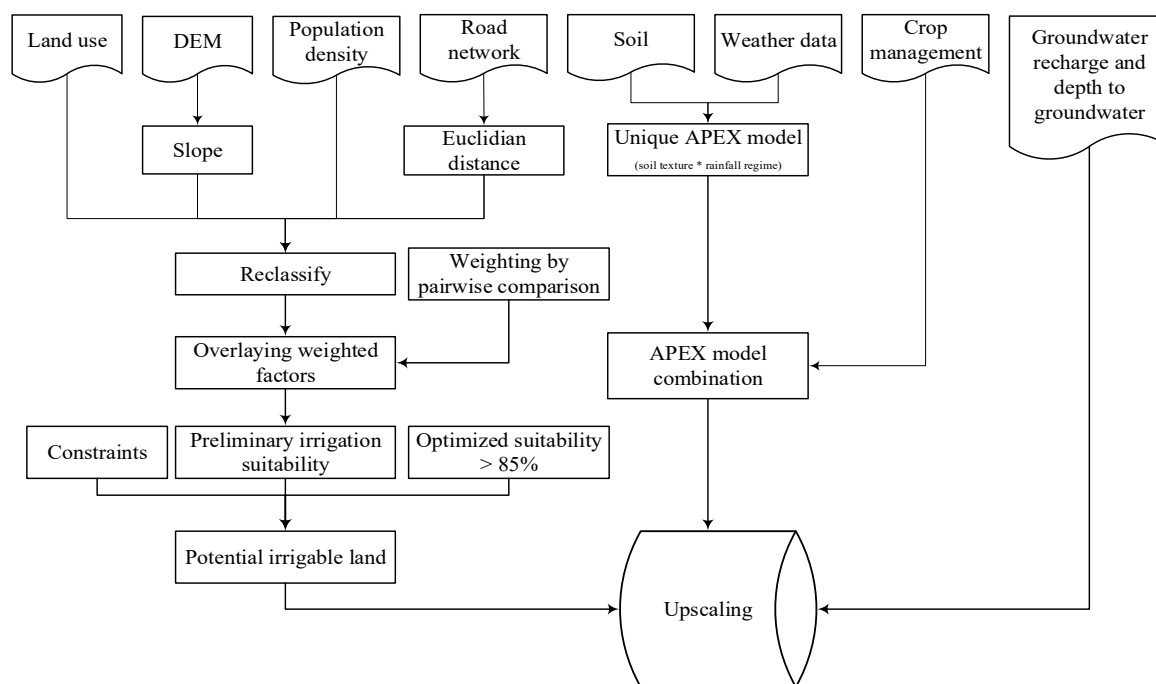 Land use
DEM
Population
density
Road
network
Soil
Weather data
Crop
management
Groundwater
recharge and
depth to
groundwater
Slope
Euclidian
distance
Unique APEX model
(soil texture * rainfall regime)
Reclassify
Weighting by
pairwise comparison
Overlaying weighted
factors
APEX model
combination
Constraints
Preliminary irrigation
suitability
Optimized suitability
> 85%
Potential irrigable land
Upscaling